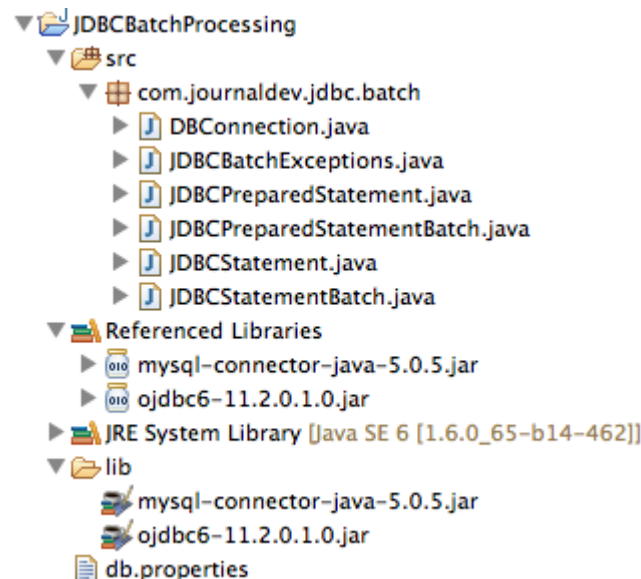 JDBCBatchProcessing
src
com.journaldev.jdbc.batch
DBConnection.java
JDBCBatchExceptions.java
JDBCPreparedStatement.java
JDBCPreparedStatementBatch.java
JDBCStatement.java
JDBCStatementBatch.java
Referenced Libraries
mysql-connector-java-5.0.5.jar
ojdbc6-11.2.0.1.0.jar
JRE System Library [Java SE 6 [1.6.0_65-b14-462]]
lib
mysql-connector-java-5.0.5.jar
ojdbc6-11.2.0.1.0.jar
db.properties